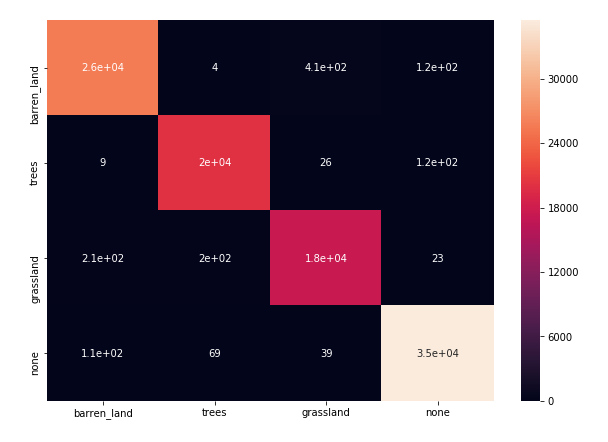 barren_land 2.6e+04 4 4.1e+02 1.2e+02
trees 9 2e+04 26 1.2e+02
grassland 2.1e+02 2e+02 1.8e+04 23
none 1.1e+02 69 39 3.5e+04
barren_land trees grassland none
30000
24000
18000
12000
6000
0